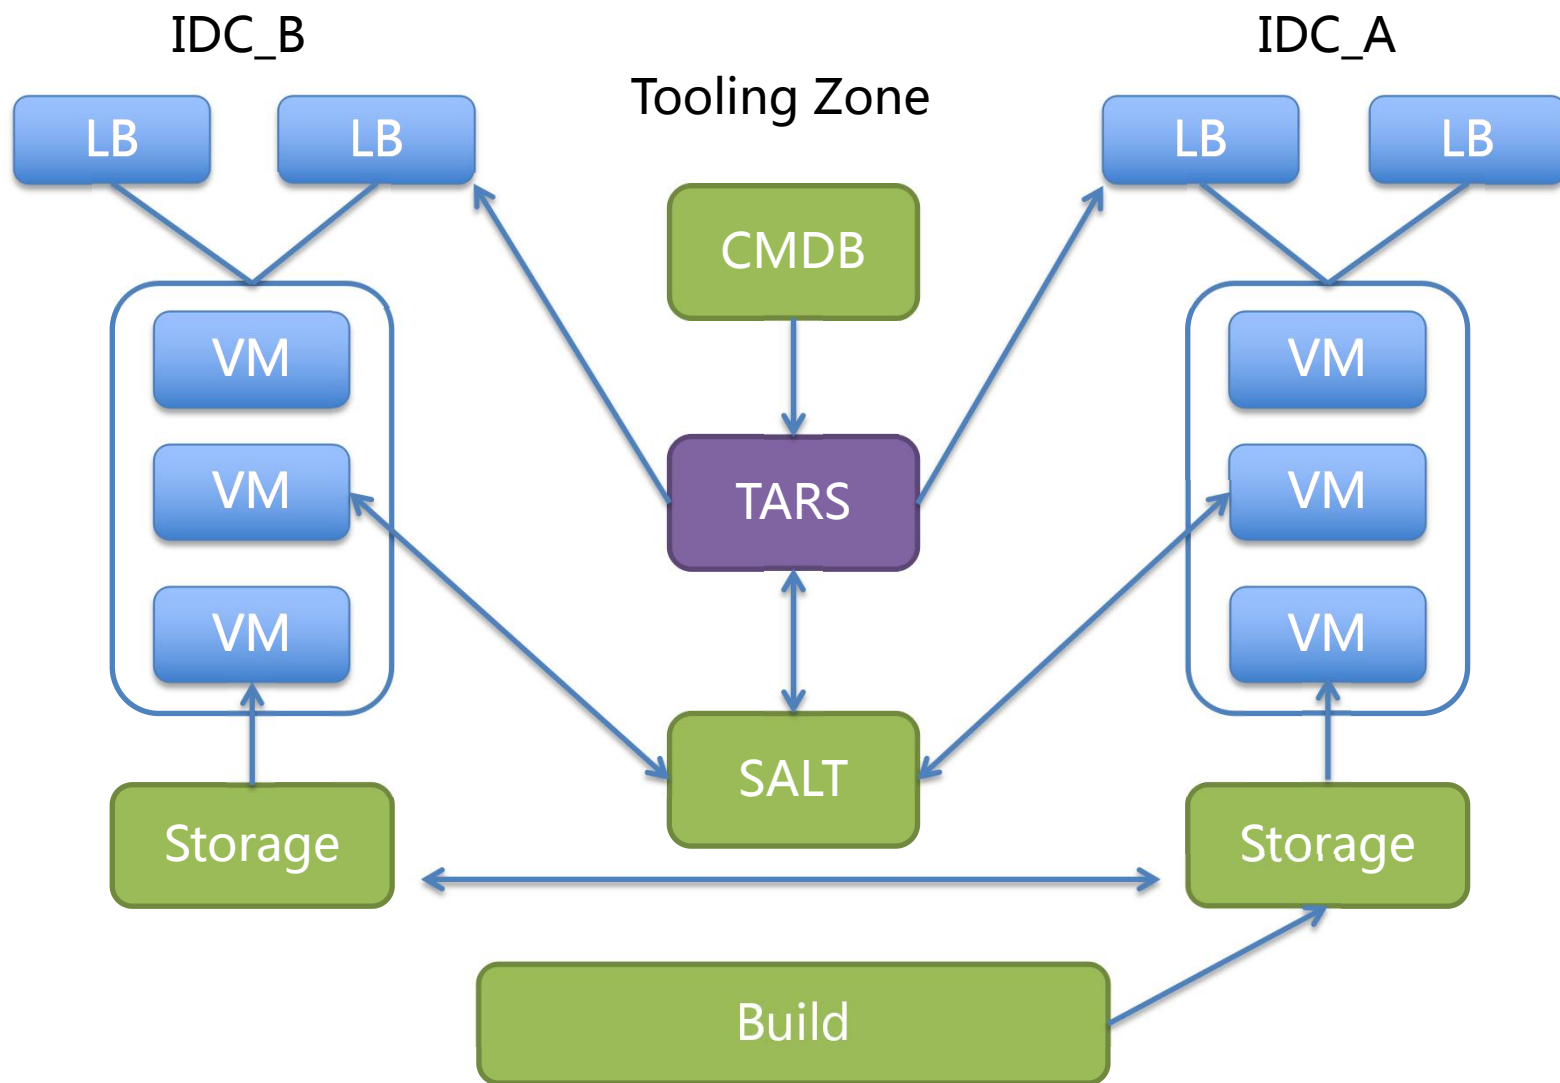 IDC_B
IDC_A
Tooling Zone
LB
LB
LB
LB
CMDB
VM
VM
TARS
VM
VM
VM
VM
SALT
Storage
Storage
Build